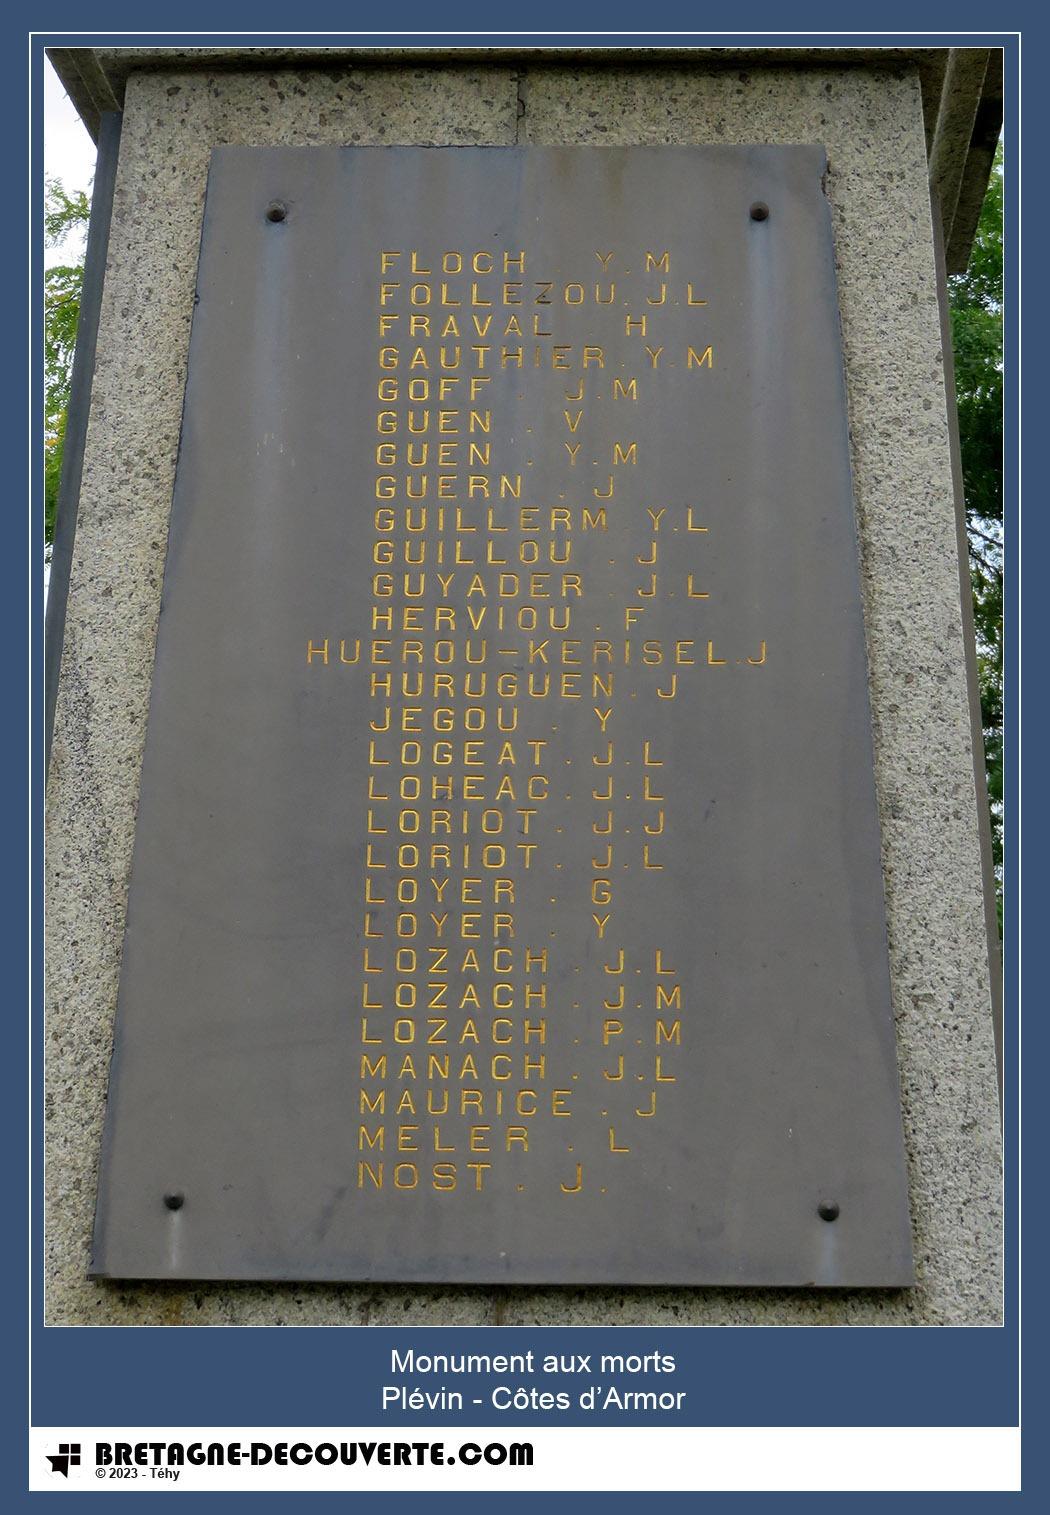 FLOCH . Y.M
FOLLEZOU. J.L
FRAVAL . H
GAUTHIER . Y.M
GOFF . J.M
GUEN . V
GUEN . Y.M
GUERN . J
GUILLERM . Y.L
GUILLOU . J
GUYADER . J.L
HERVIOU . F
HUEROU-KERISEL.J
HURUGUEN . J
JEGOU . Y
LOGEAT . J.L
LOHEAC . J.L
LORIOT . J.J
LORIOT . J.L
LOYER . G
LOYER . Y
LOZACH . J.L
LOZACH . J.M
LOZACH . P.M
MANACH . J.L
MAURICE . J
MELER . L
NOST . J.
Monument aux morts
Plévin - Côtes d’Armor
BRETAGNE-DECOUVERTE.COM
© 2023 - Téhy